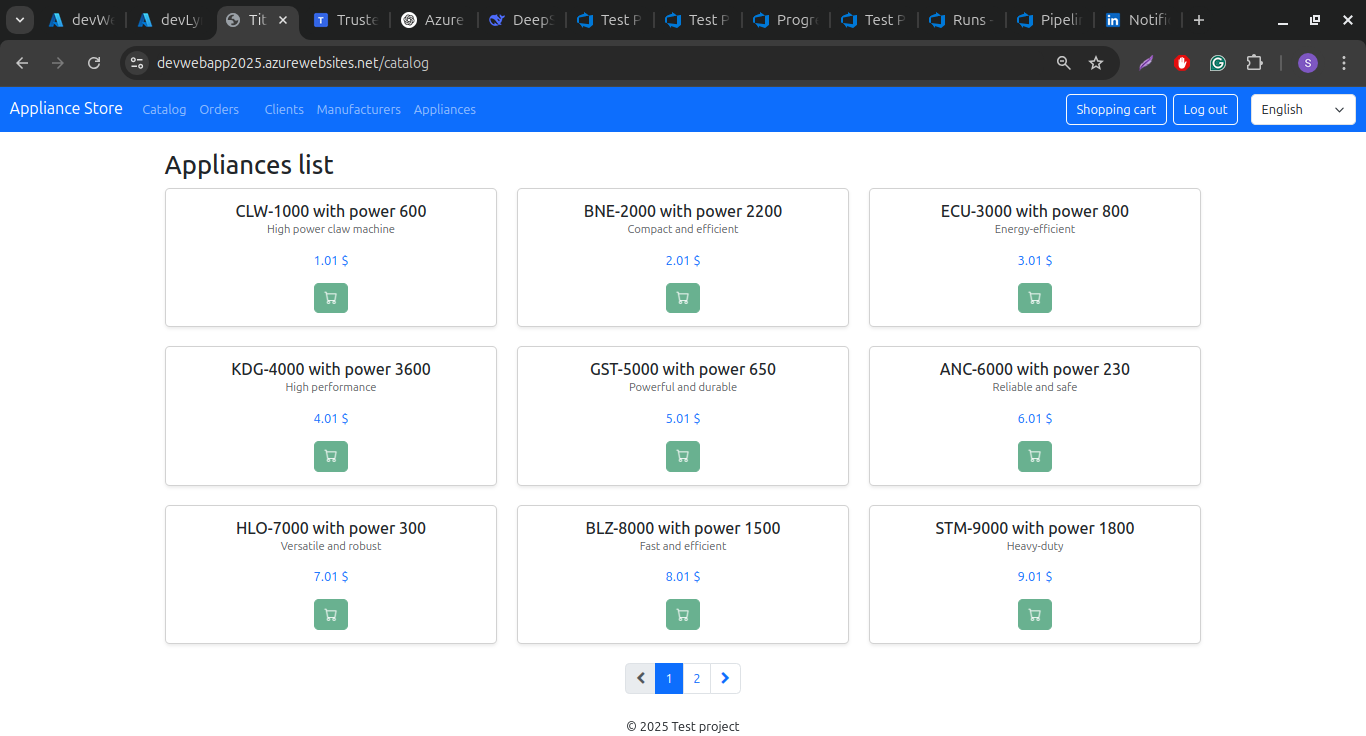 devWe
devLy
Tit
Truste
Azure
DeepS
Test P
Test P
Progr
Test P
Runs -
Pipelin
Notifi
devwebapp2025.azurewebsites.net/catalog
S
Appliance Store Catalog Orders Clients Manufacturers Appliances Shopping cart Log out English
Appliances list
CLW-1000 with power 600
High power claw machine
1.01 $
BNE-2000 with power 2200
Compact and efficient
2.01 $
ECU-3000 with power 800
Energy-efficient
3.01 $
KDG-4000 with power 3600
High performance
4.01 $
GST-5000 with power 650
Powerful and durable
5.01 $
ANC-6000 with power 230
Reliable and safe
6.01 $
HLO-7000 with power 300
Versatile and robust
7.01 $
BLZ-8000 with power 1500
Fast and efficient
8.01 $
STM-9000 with power 1800
Heavy-duty
9.01 $
1 2
© 2025 Test project